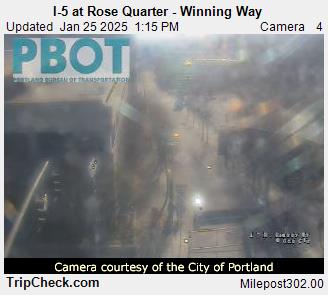 I-5 at Rose Quarter - Winning Way
Updated Jan 25 2025 1:15 PM Camera 4
PBOT
PORTLAND BUREAU OF TRANSPORTATION
Camera courtesy of the City of Portland
TripCheck.com Milepost302.00